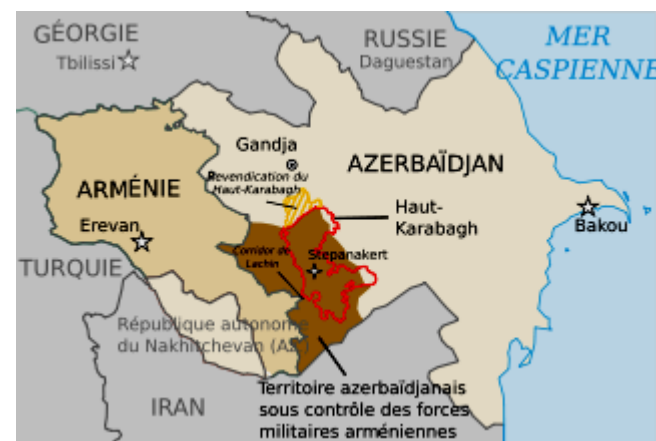 GÉORGIE
Tbilissi
RUSSIE
Daguestan
MER
CASPIENNE
Gandja
AZERBAÏDJAN
Revendication du
Haut-Karabagh
ARMÉNIE
Haut-
Karabagh
Erevan
Bakou
Corridor de
Lachin
Stepanakert
TURQUIE
République autonome
du Nakhitchevan (AZ.)
Territoire azerbaïdjanais
sous contrôle des forces
militaires arméniennes
IRAN